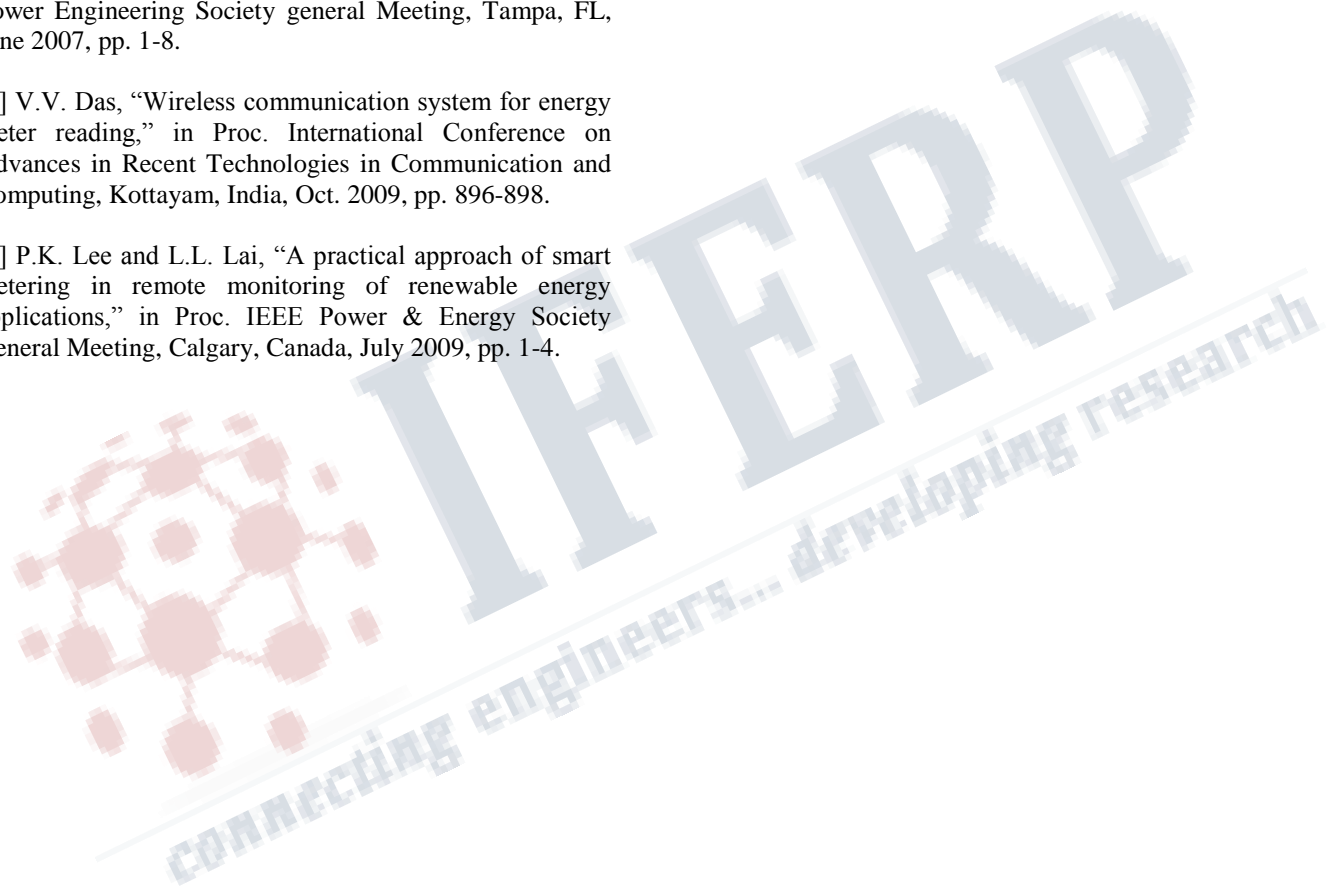 ower Engineering Society general Meeting, Tampa, FL,
ne 2007, pp. 1-8.
] V.V. Das, “Wireless communication system for energy
eter reading,” in Proc. International Conference on
dvances in Recent Technologies in Communication and
omputing, Kottayam, India, Oct. 2009, pp. 896-898.
] P.K. Lee and L.L. Lai, “A practical approach of smart
etering in remote monitoring of renewable energy
plications,” in Proc. IEEE Power & Energy Society
eneral Meeting, Calgary, Canada, July 2009, pp. 1-4.
IFERP
connecting engineers... developing research